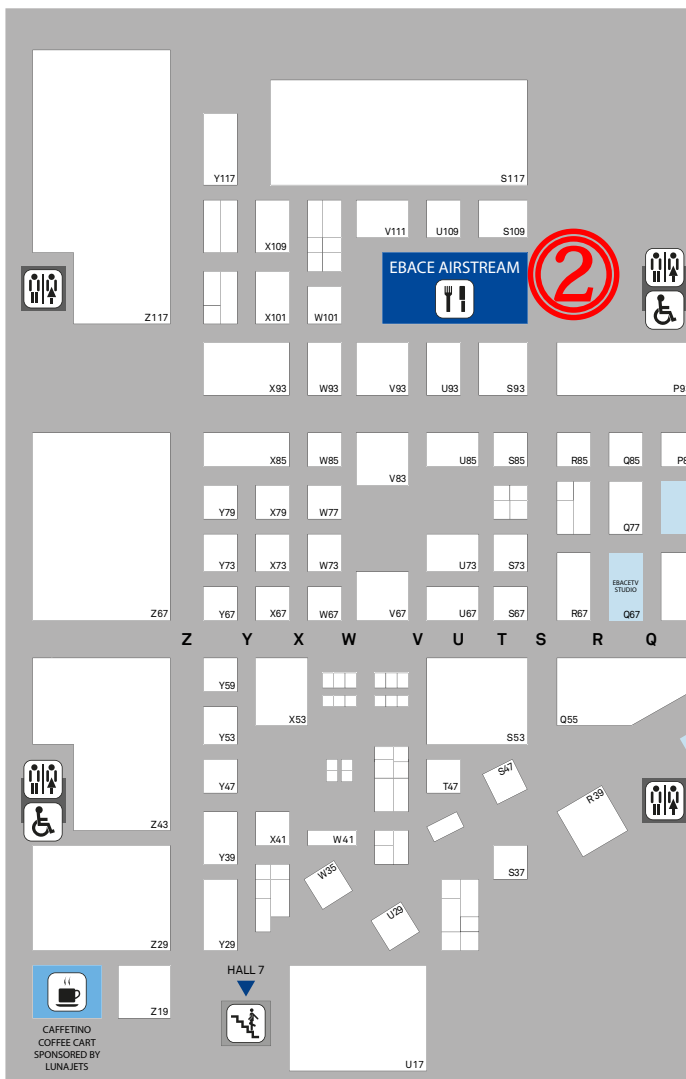 Y117
S117
X109
V111
U109
S109
EBACE AIRSTREAM
2
Z117
X101
W101
X93
W93
V93
U93
S93
P9
X85
W85
V83
U85
S85
R85
Q85
P8
Y79
X79
W77
Q77
Y73
X73
W73
U73
S73
EBACETV
STUDIO
Z67
Y67
X67
W67
V67
U67
S67
R67
Q67
Z Y X W V U T S R Q
Y59
X53
Q55
Y53
S53
Y47
T47
S47
R39
Z43
X41
W41
Y39
W35
S37
U29
Z29
Y29
HALL 7
Z19
CAFFETINO
COFFEE CART
SPONSORED BY
LUNAJETS
U17